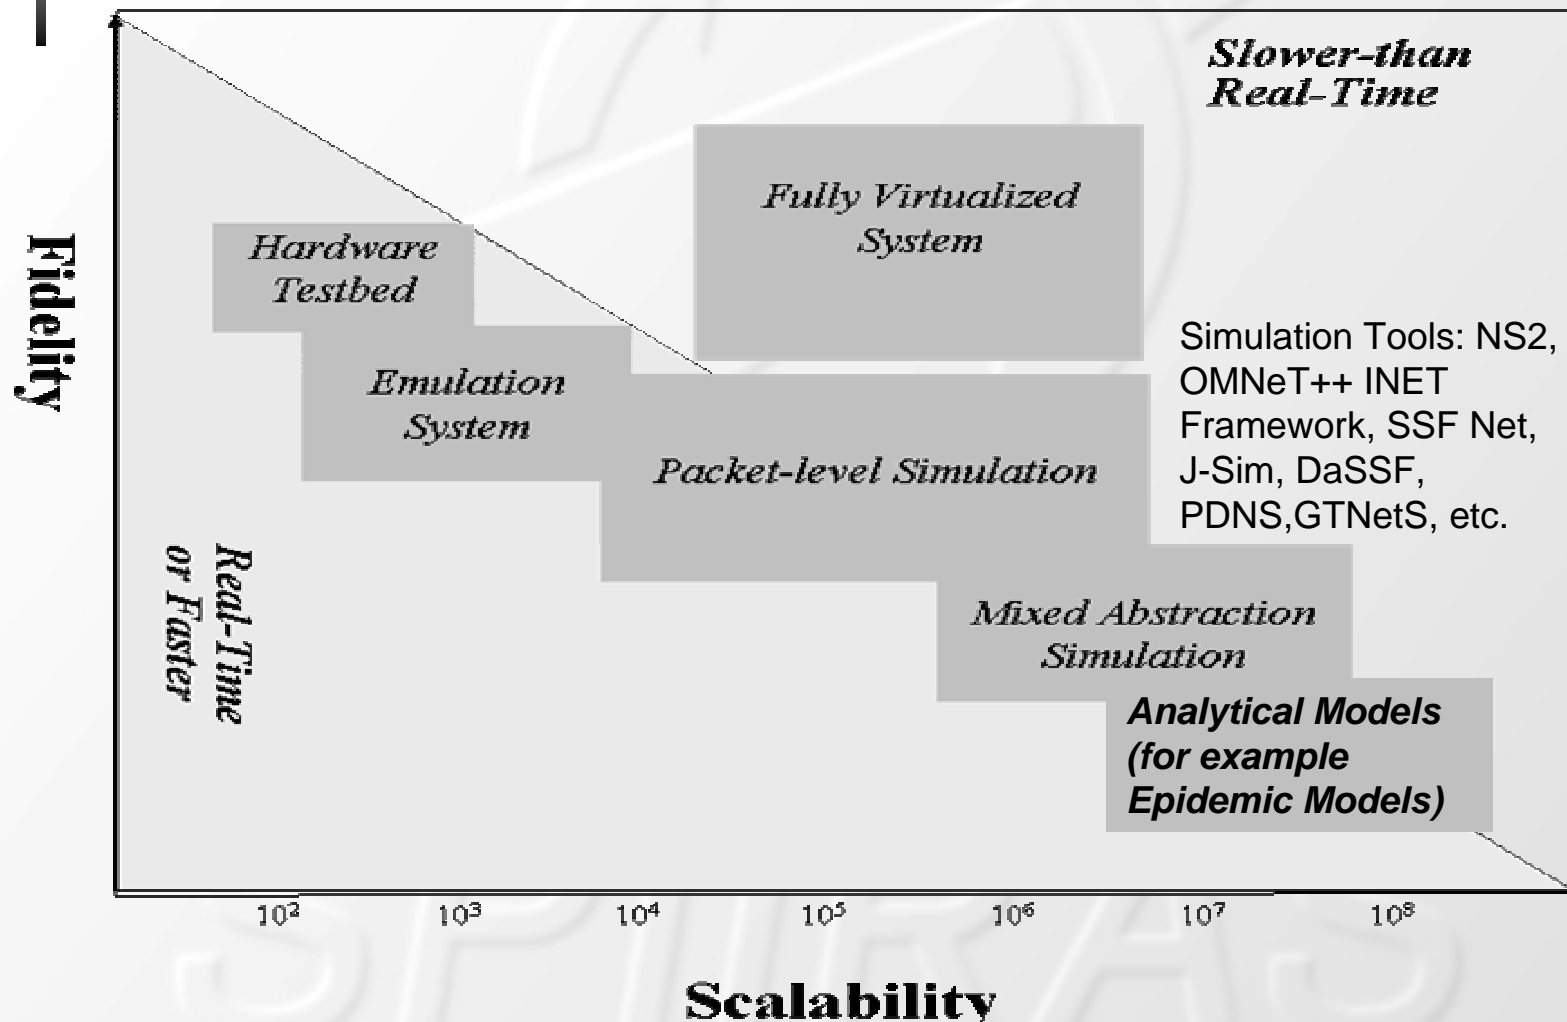 Slower-than
Real-Time
Fully Virtualized
System
Hardware
Testbed
Fidelity
Simulation Tools: NS2,
OMNeT++ INET
Framework, SSF Net,
J-Sim, DaSSF,
PDNS,GTNetS, etc.
Emulation
System
Packet-level Simulation
Real-Time
or Faster
Mixed Abstraction
Simulation
Analytical Models
(for example
Epidemic Models)
10² 10³ 10⁴ 10⁵ 10⁶ 10⁷ 10⁸
Scalability
SPIIRAS